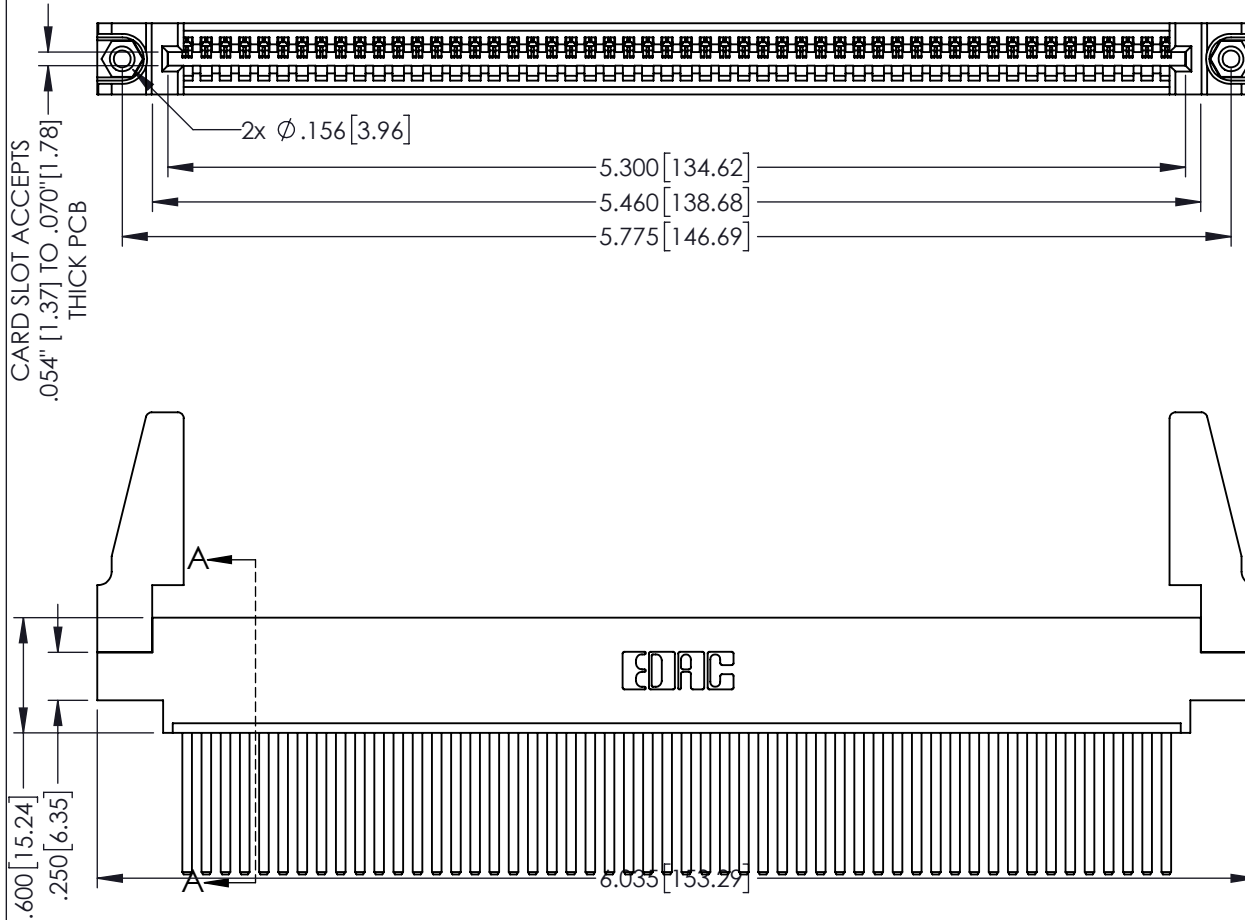 2x ∅ .156[3.96]
5.300[134.62]
5.460[138.68]
5.775[146.69]
CARD SLOT ACCEPTS
.054" [1.37] TO .070"[1.78]
THICK PCB
A
EDAC
.600 [15.24]
.250[6.35]
A
6.035[153.29]